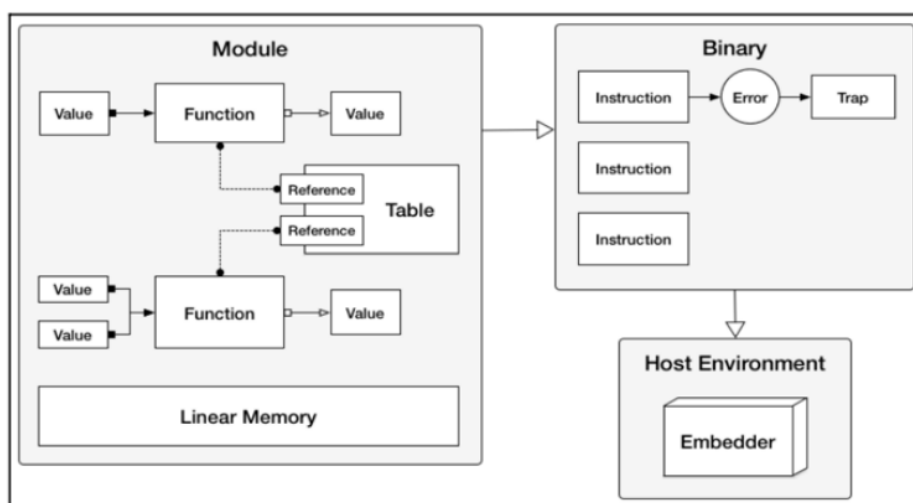 Module
Value
Function
Value
Reference
Table
Reference
Value
Value
Function
Value
Linear Memory
Binary
Instruction
Error
Trap
Instruction
Instruction
Host Environment
Embedder